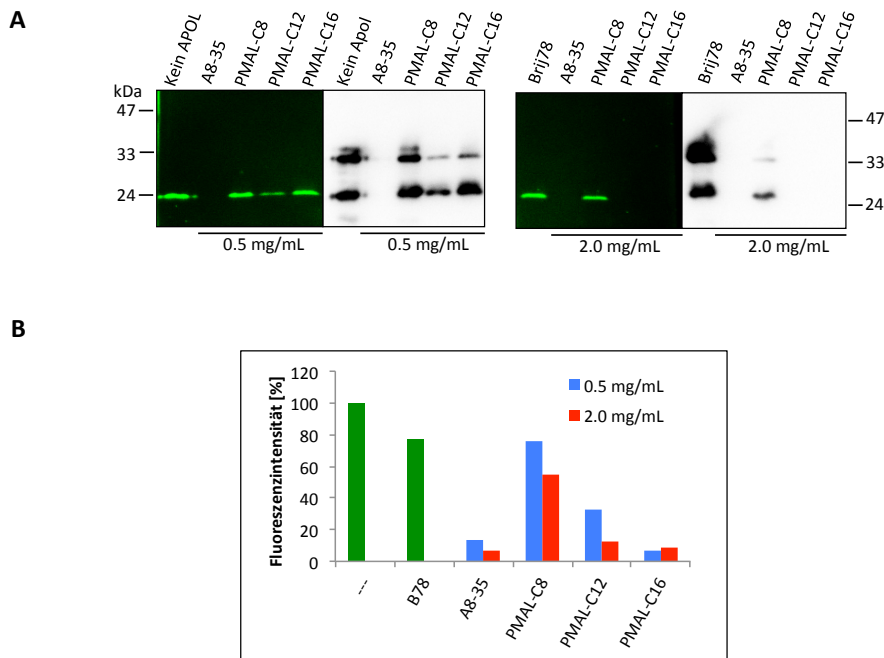 A
Kein APOL
A8-35
PMAL-C8
PMAL-C12
PMAL-C16
Kein Apol
A8-35
PMAL-C8
PMAL-C12
PMAL-C16
Brij78
A8-35
PMAL-C8
PMAL-C12
PMAL-C16
Brij78
A8-35
PMAL-C8
PMAL-C12
PMAL-C16
kDa
47
33
24
47
33
24
0.5 mg/mL
0.5 mg/mL
2.0 mg/mL
2.0 mg/mL
B
Fluoreszenzintensität [%]
120
100
80
60
40
20
0
0.5 mg/mL
2.0 mg/mL
---
B78
A8-35
PMAL-C8
PMAL-C12
PMAL-C16